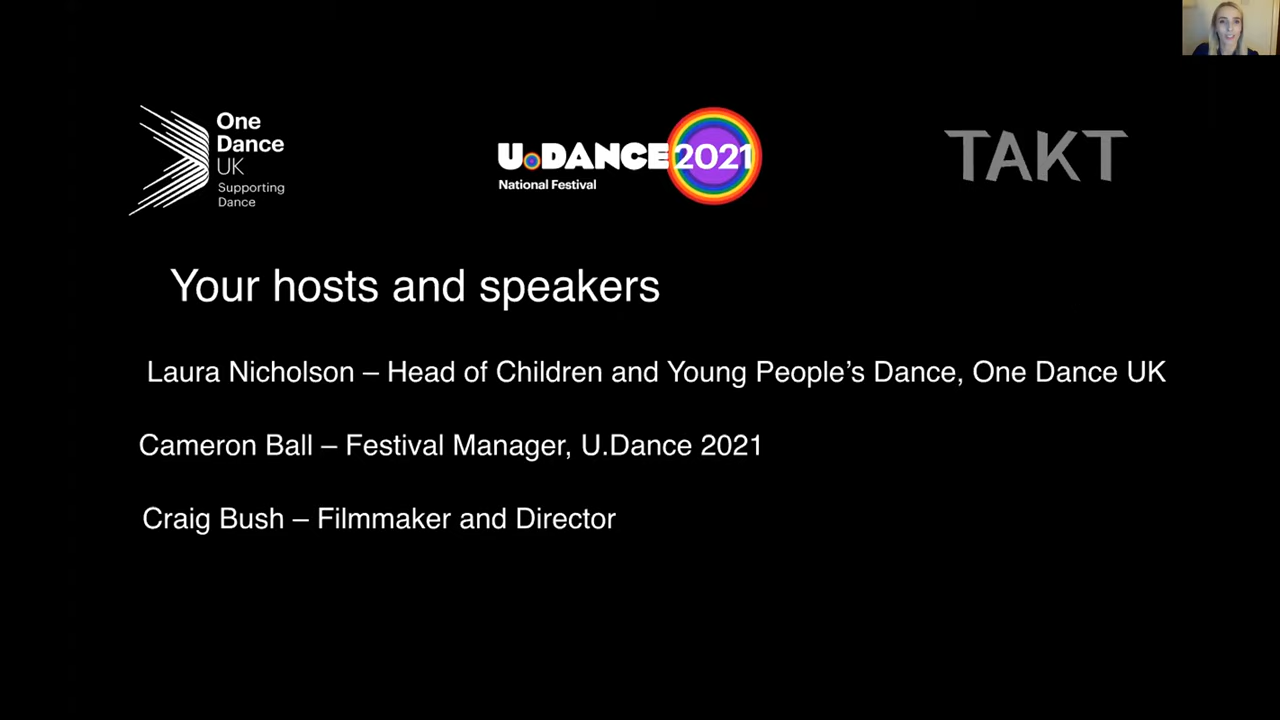 One
Dance
UK
Supporting
Dance
U.DANCE 2021
National Festival
TAKT
Your hosts and speakers
Laura Nicholson – Head of Children and Young People’s Dance, One Dance UK
Cameron Ball – Festival Manager, U.Dance 2021
Craig Bush – Filmmaker and Director